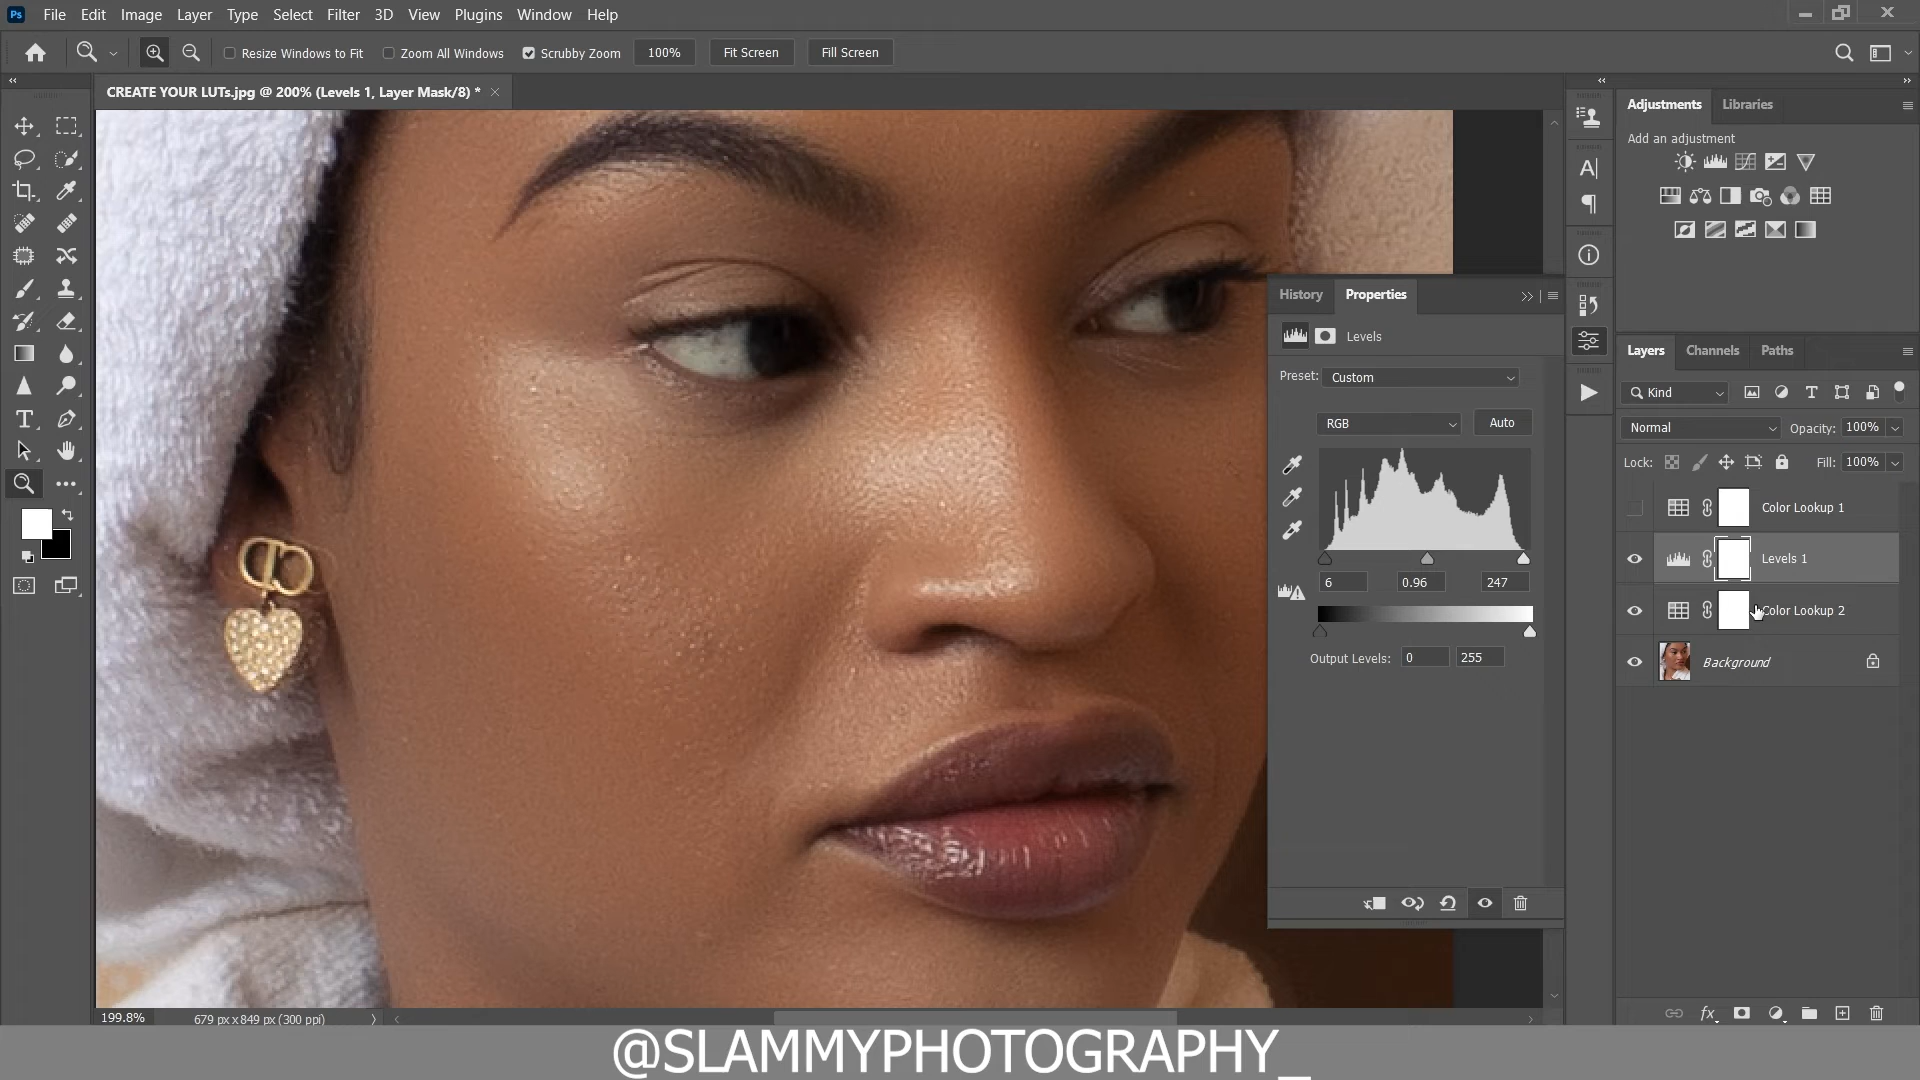 Ps File Edit Image Layer Type Select Filter 3D View Plugins Window Help
Resize Windows to Fit Zoom All Windows Scrubby Zoom 100% Fit Screen Fill Screen
CREATE YOUR LUTs.jpg @ 200% (Levels 1, Layer Mask/8) *
Adjustments Libraries
Add an adjustment
History Properties
Levels
Preset: Custom
RGB Auto
6 0.96 247
Output Levels: 0 255
Layers Channels Paths
Kind
Normal Opacity: 100%
Lock: Fill: 100%
Color Lookup 1
Levels 1
Color Lookup 2
Background
199.8% 679 px x 849 px (300 ppi)
@SLAMMYPHOTOGRAPHY_